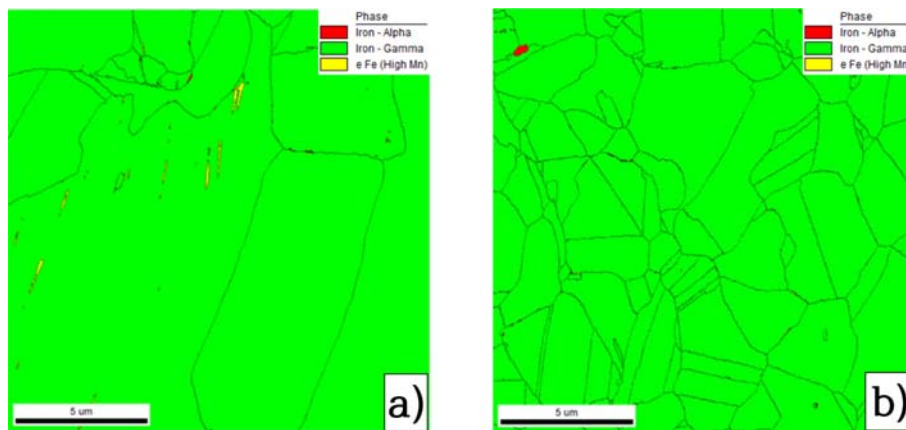 Phase
Iron - Alpha
Iron - Gamma
e Fe (High Mn)
5 um
a)
Phase
Iron - Alpha
Iron - Gamma
e Fe (High Mn)
5 um
b)